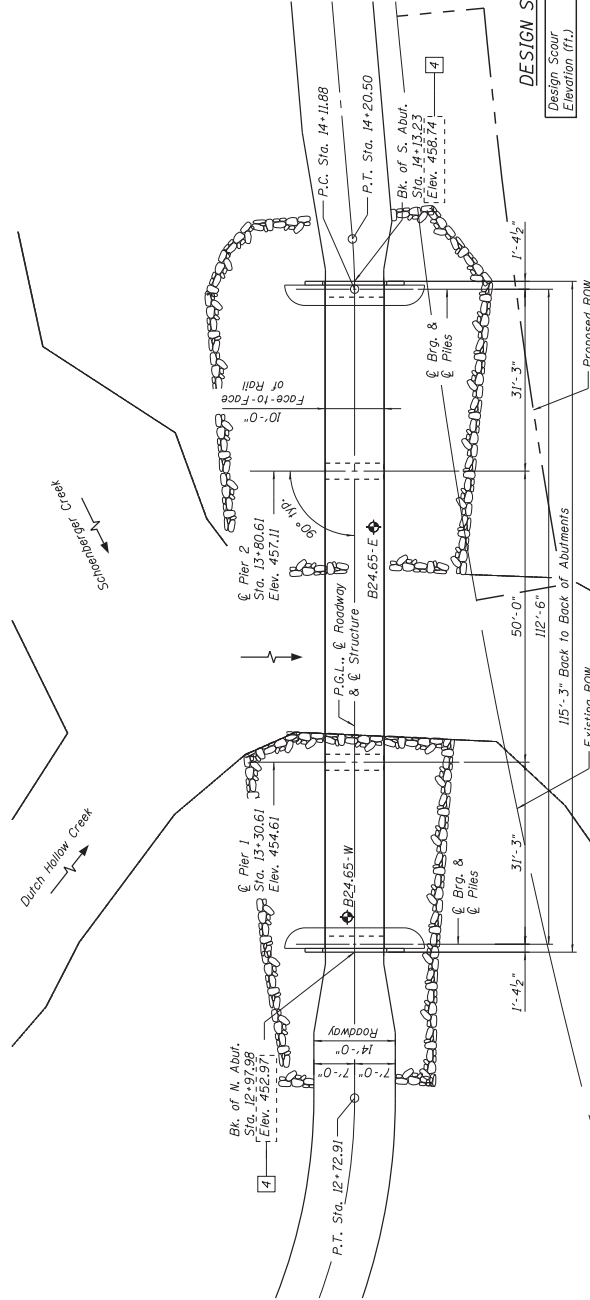 DESIGN S
Design Scour
Elevation (ft.)
Schoenberger Creek
Dutch Hollow Creek
P.C. Sta. 14+11.88
P.T. Sta. 14+20.50
Bk. of S. Abut.
Sta. 14+13.23
Elev. 458.74
4
10'-0"
Face-to-Face
of Rail
℄ Pier 2
Sta. 13+80.61
Elev. 457.11
90° typ.
B24.65-E
℄ Brg. &
℄ Piles
P.G.L., ℄ Roadway
& ℄ Structure
℄ Pier 1
Sta. 13+30.61
Elev. 454.61
B24.65-W
℄ Brg. &
℄ Piles
Bk. of N. Abut.
Sta. 12+97.98
Elev. 452.97
4
7'-0"
7'-0"
14'-0"
Roadway
P.T. Sta. 12+72.91
1'-4½"
31'-3"
50'-0"
31'-3"
1'-4½"
112'-6"
115'-3" Back to Back of Abutments
Existing ROW
Proposed ROW